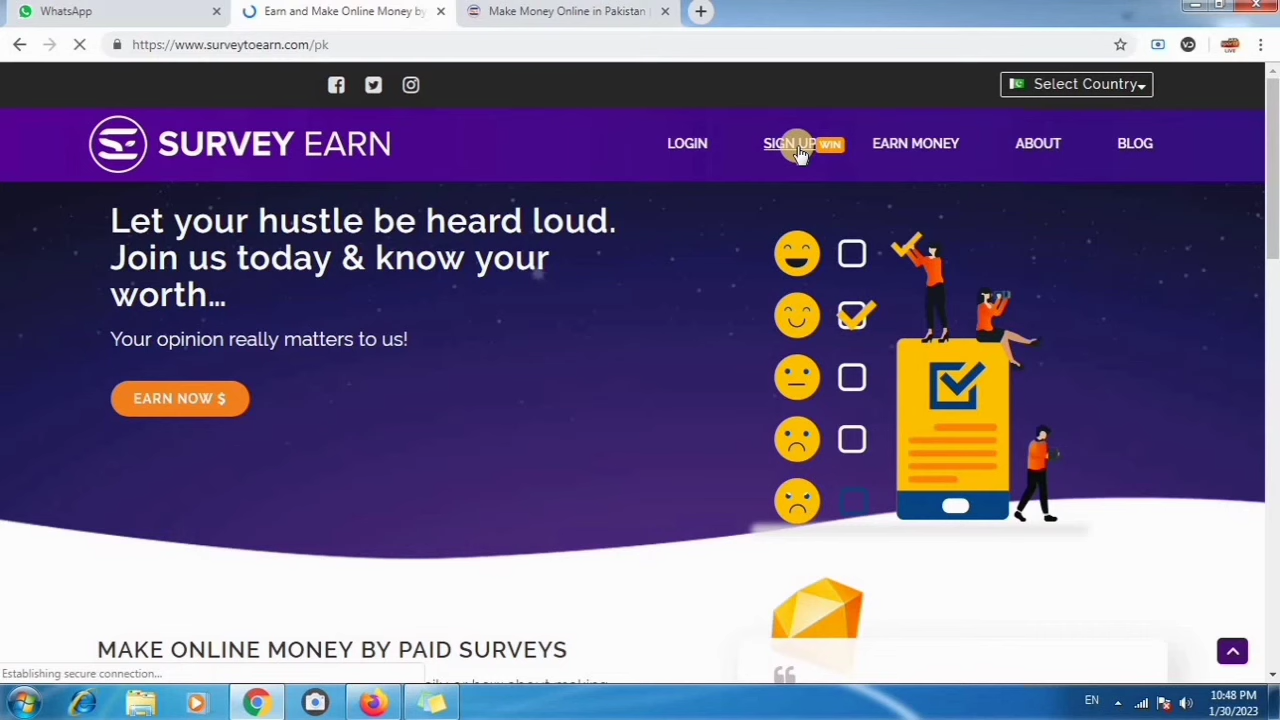 WhatsApp
Earn and Make Online Money by
Make Money Online in Pakistan
https://www.surveytoearn.com/pk
Select Country
SURVEY EARN
LOGIN
SIGN UP
WIN
EARN MONEY
ABOUT
BLOG
Let your hustle be heard loud.
Join us today & know your
worth...
Your opinion really matters to us!
EARN NOW $
MAKE ONLINE MONEY BY PAID SURVEYS
Establishing secure connection...
EN
10:48 PM
1/30/2023